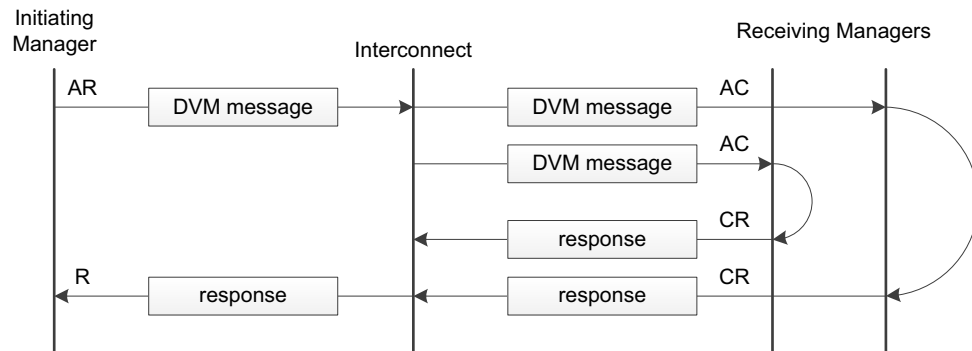 Initiating
Manager
Interconnect
Receiving Managers
AR
DVM message
DVM message
AC
DVM message
AC
response
CR
R
response
response
CR